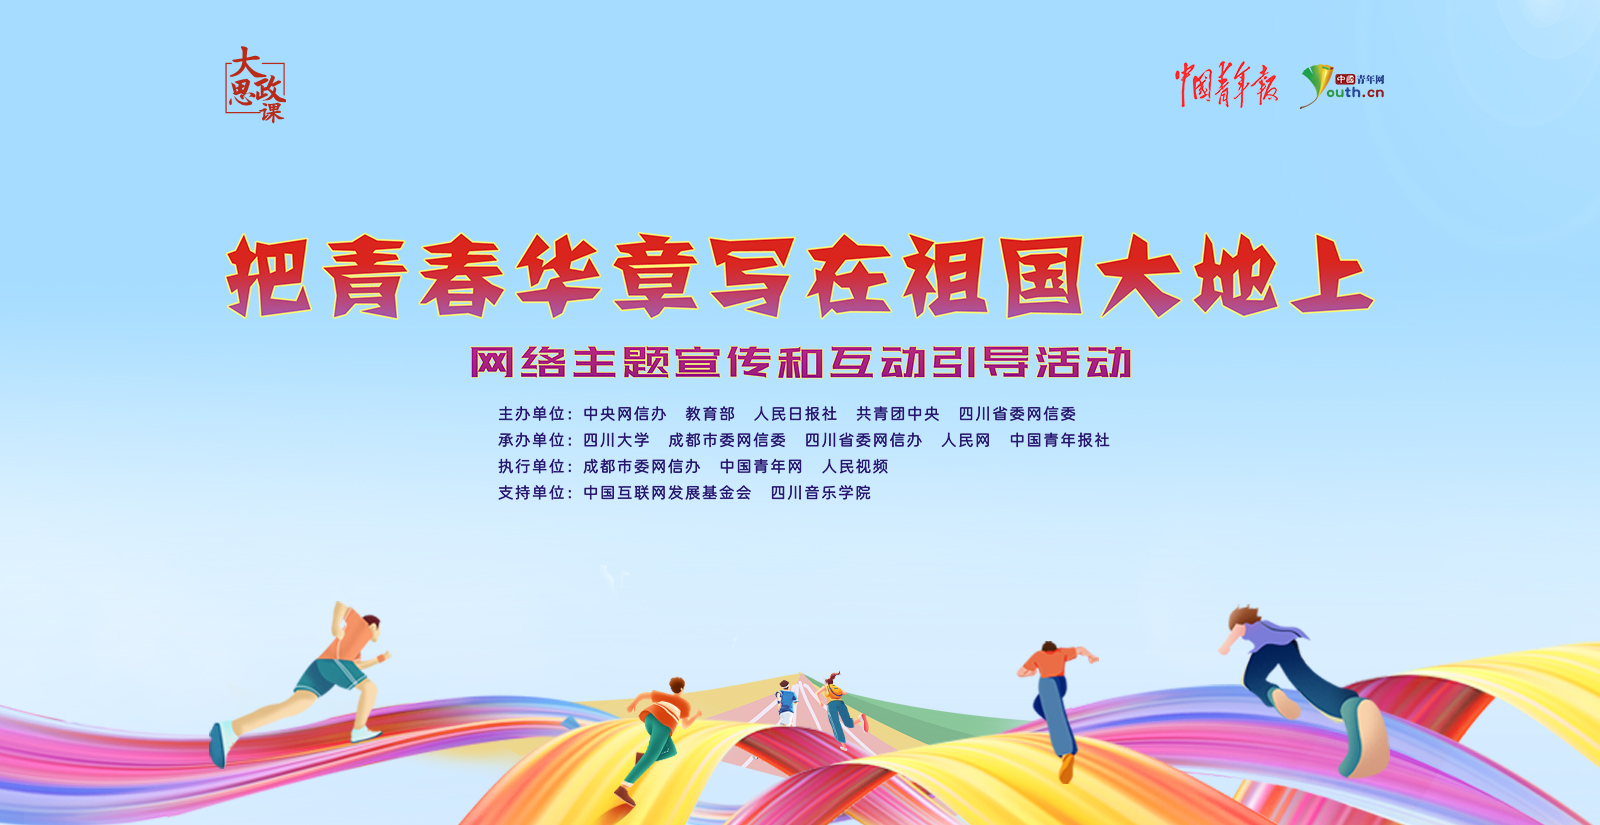 大思政课
中国青年报
中國青年网
Youth.cn
把青春华章写在祖国大地上
网络主题宣传和互动引导活动
主办单位：中央网信办 教育部 人民日报社 共青团中央 四川省委网信委
承办单位：四川大学 成都市委网信委 四川省委网信办 人民网 中国青年报社
执行单位：成都市委网信办 中国青年网 人民视频
支持单位：中国互联网发展基金会 四川音乐学院